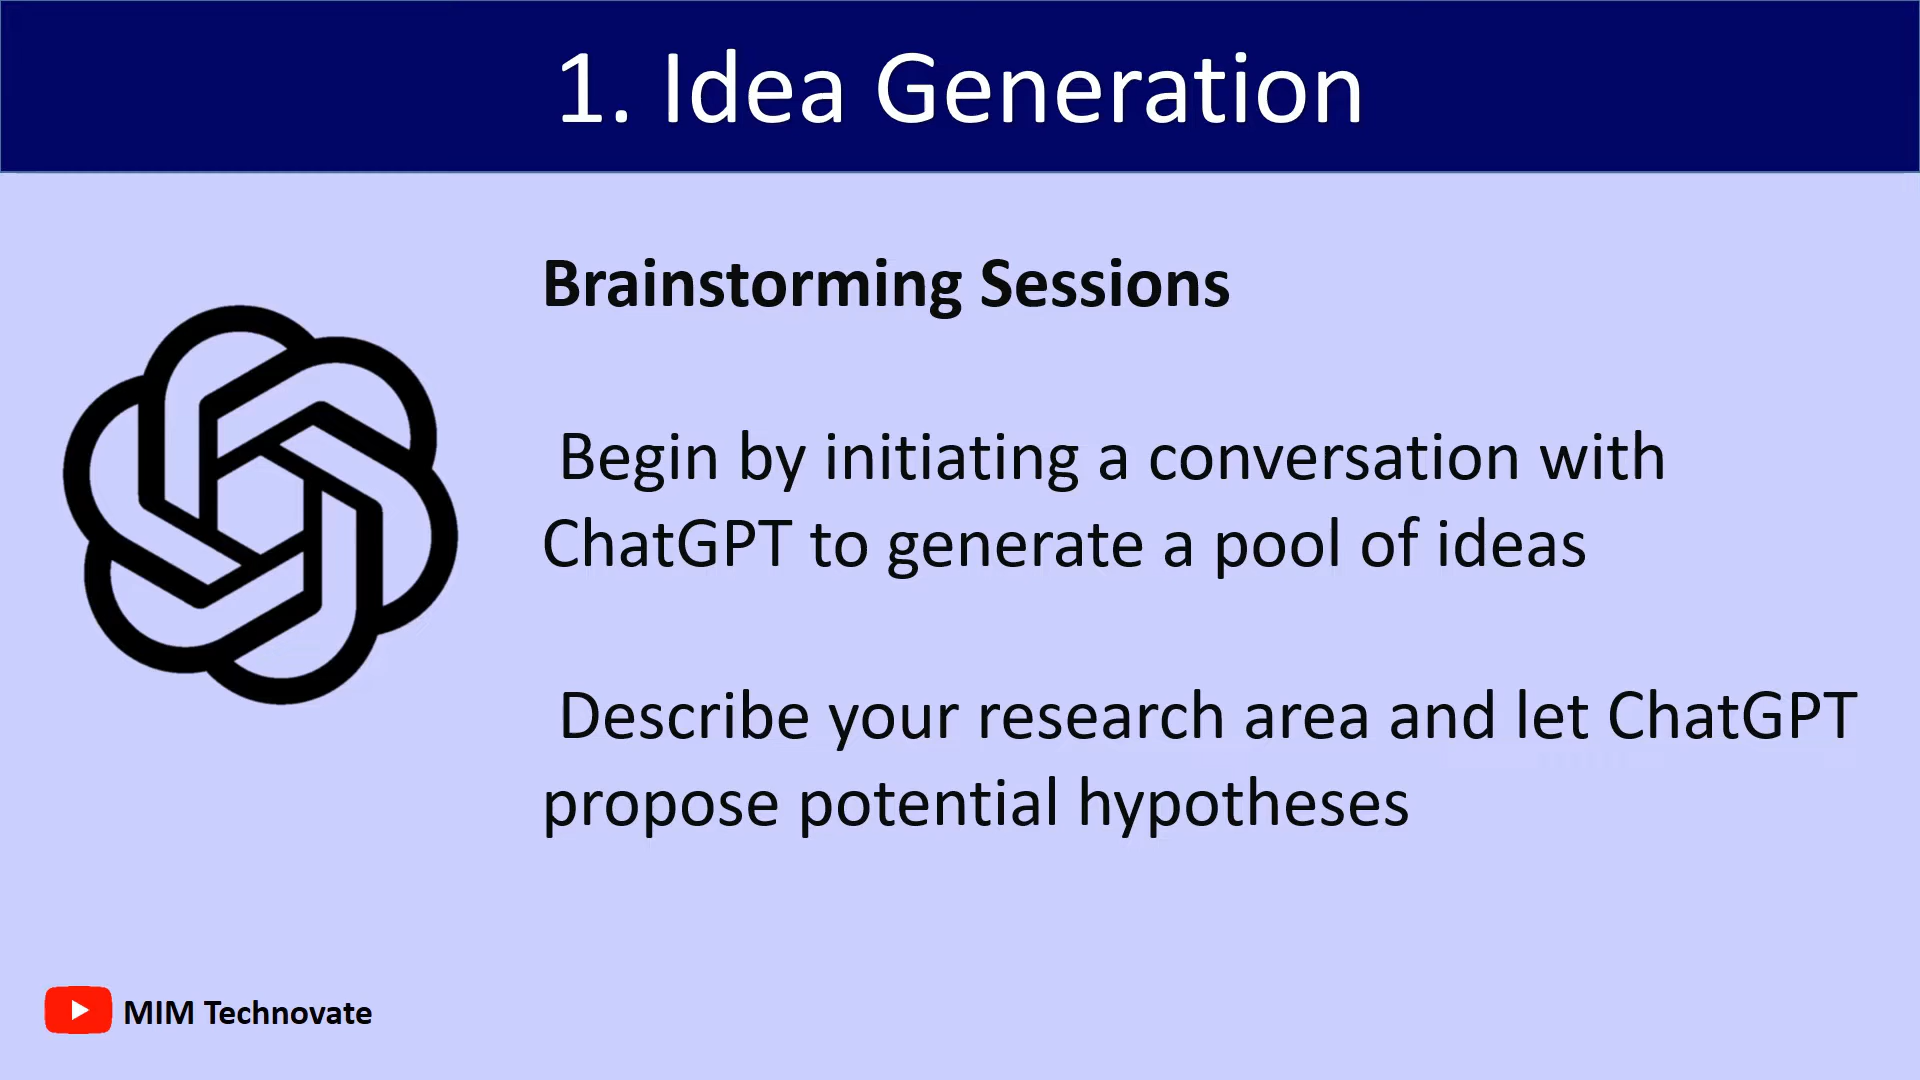 1. Idea Generation
Brainstorming Sessions
Begin by initiating a conversation with
ChatGPT to generate a pool of ideas
Describe your research area and let ChatGPT
propose potential hypotheses
MIM Technovate